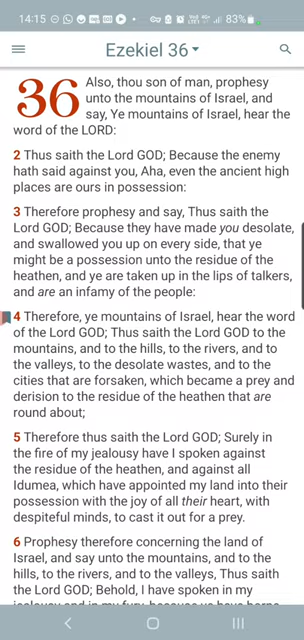 14:15
83%
Ezekiel 36
36 Also, thou son of man, prophesy
unto the mountains of Israel, and
say, Ye mountains of Israel, hear the
word of the LORD:
2 Thus saith the Lord GOD; Because the enemy
hath said against you, Aha, even the ancient high
places are ours in possession:
3 Therefore prophesy and say, Thus saith the
Lord GOD; Because they have made you desolate,
and swallowed you up on every side, that ye
might be a possession unto the residue of the
heathen, and ye are taken up in the lips of talkers,
and are an infamy of the people:
4 Therefore, ye mountains of Israel, hear the word
of the Lord GOD; Thus saith the Lord GOD to the
mountains, and to the hills, to the rivers, and to
the valleys, to the desolate wastes, and to the
cities that are forsaken, which became a prey and
derision to the residue of the heathen that are
round about;
5 Therefore thus saith the Lord GOD; Surely in
the fire of my jealousy have I spoken against
the residue of the heathen, and against all
Idumea, which have appointed my land into their
possession with the joy of all their heart, with
despiteful minds, to cast it out for a prey.
6 Prophesy therefore concerning the land of
Israel, and say unto the mountains, and to the
hills, to the rivers, and to the valleys, Thus saith
the Lord GOD; Behold, I have spoken in my
jealousy and in my fury, because ye have borne